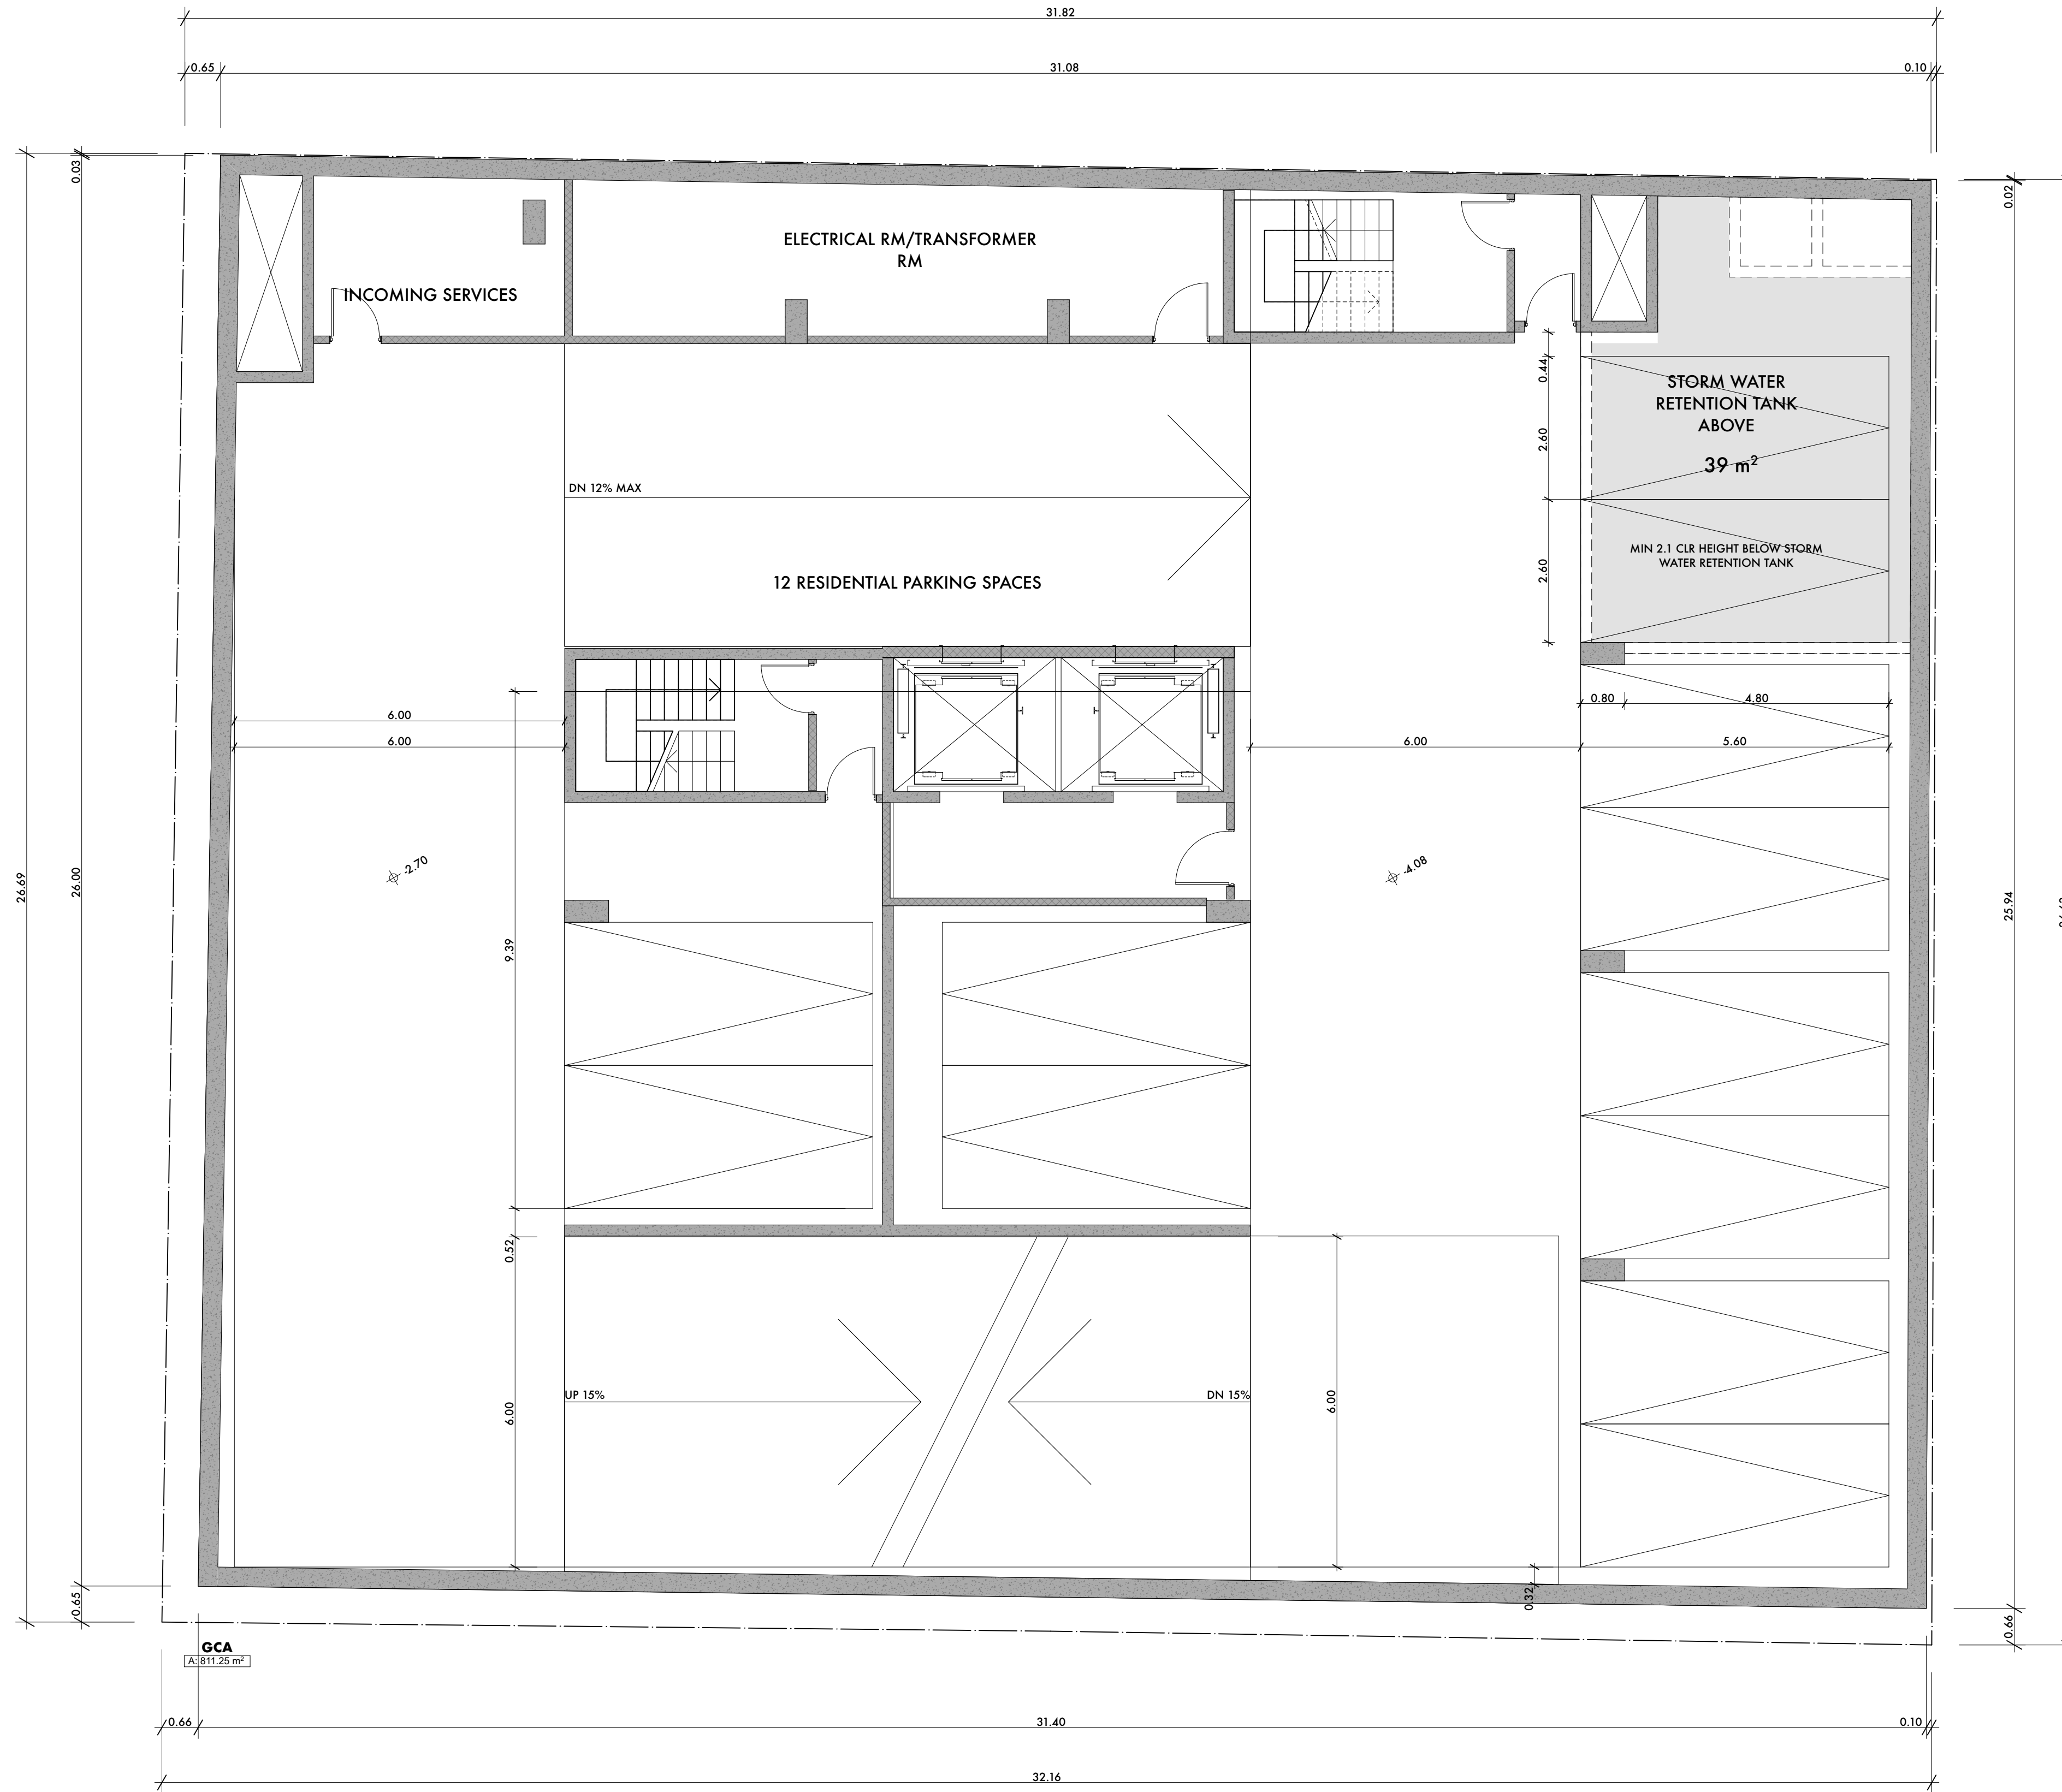 31.82
0.65
31.08
0.10
0.03
0.02
ELECTRICAL RM/TRANSFORMER
RM
INCOMING SERVICES
0.44
STORM WATER
RETENTION TANK
ABOVE
2.60
39 m²
DN 12% MAX
MIN 2.1 CLR HEIGHT BELOW STORM
WATER RETENTION TANK
2.60
12 RESIDENTIAL PARKING SPACES
0.80
4.80
6.00
6.00
6.00
5.60
-2.70
-4.08
26.69
26.00
25.94
9.39
0.52
UP 15%
DN 15%
6.00
6.00
0.32
0.65
0.66
GCA
A: 811.25 m²
0.66
31.40
0.10
32.16